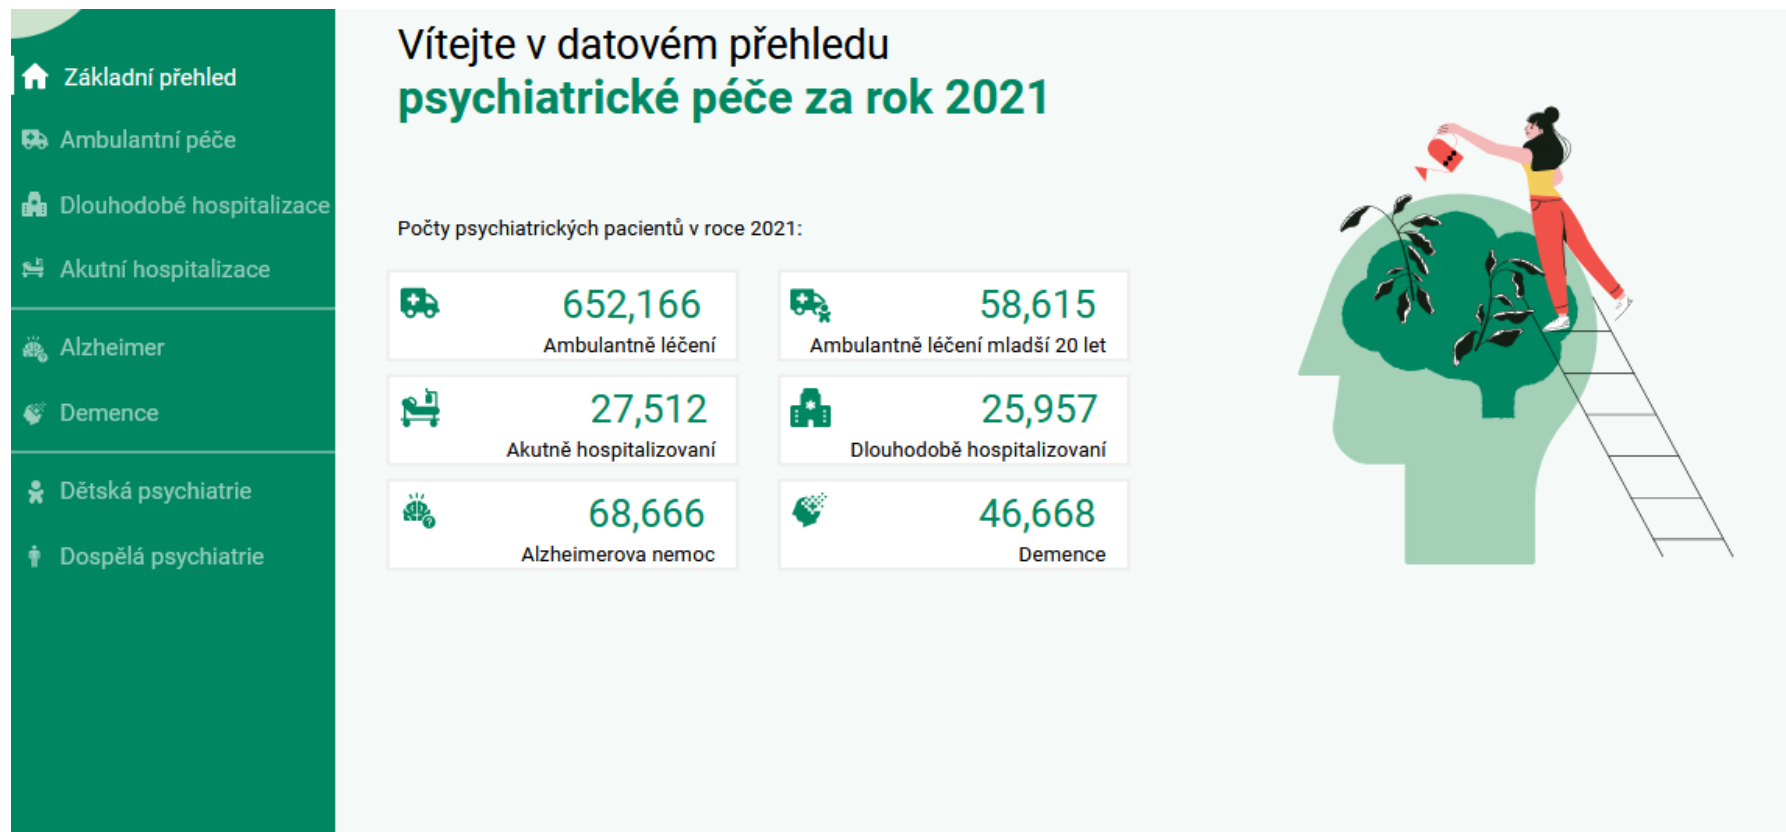 Základní přehled
Ambulantní péče
Dlouhodobé hospitalizace
Akutní hospitalizace
Alzheimer
Demence
Dětská psychiatrie
Dospělá psychiatrie
Vítejte v datovém přehledu
psychiatrické péče za rok 2021
Počty psychiatrických pacientů v roce 2021:
652,166
Ambulantně léčení
58,615
Ambulantně léčení mladší 20 let
27,512
Akutně hospitalizovaní
25,957
Dlouhodobě hospitalizovaní
68,666
Alzheimerova nemoc
46,668
Demence